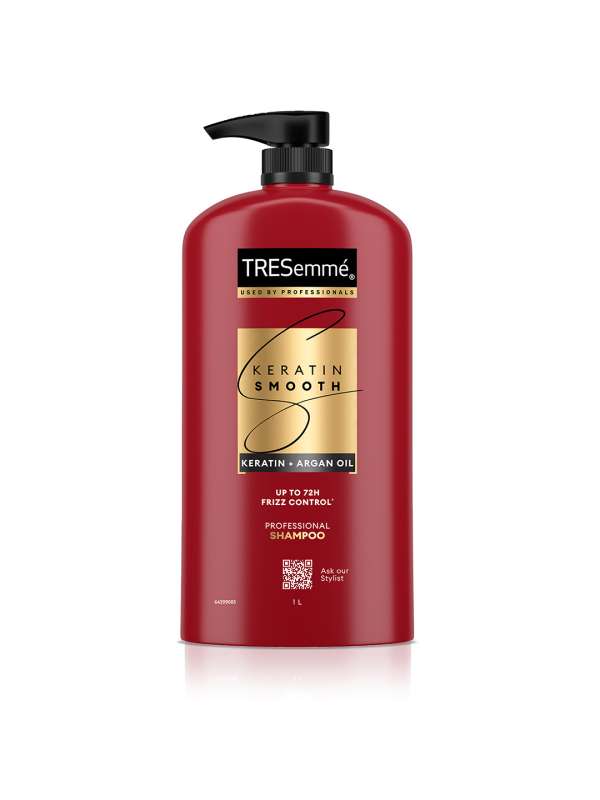 TRESemmé®
USED BY PROFESSIONALS
KERATIN
SMOOTH
KERATIN + ARGAN OIL
UP TO 72H
FRIZZ CONTROL*
PROFESSIONAL
SHAMPOO
Ask our
Stylist
1 L